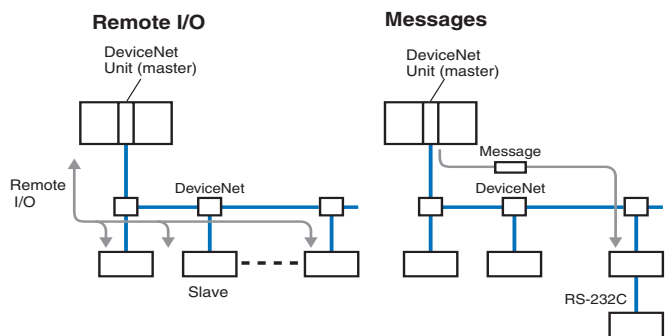 Remote I/O
DeviceNet
Unit (master)
Remote
I/O
DeviceNet
Slave
Messages
DeviceNet
Unit (master)
Message
DeviceNet
RS-232C